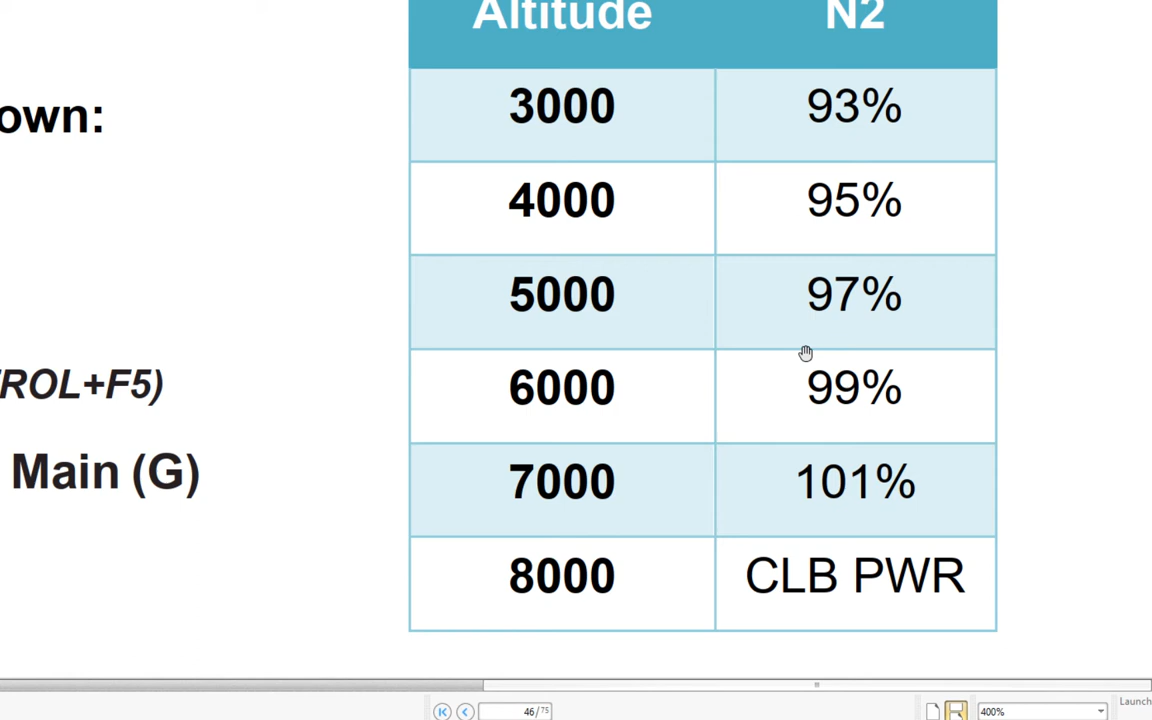 Altitude N2
3000 93%
own:
4000 95%
5000 97%
ROL+F5)
6000 99%
Main (G)
7000 101%
8000 CLB PWR
46/75
400%
Launch